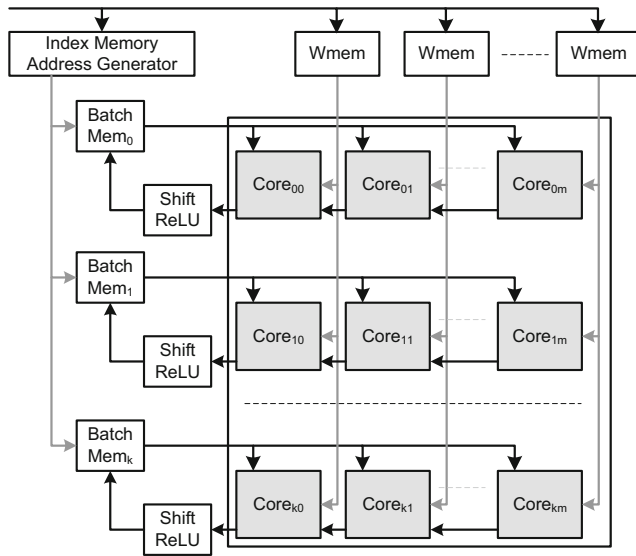 Index Memory
Address Generator
Wmem
Wmem
Wmem
Batch
Mem₀
Core₀₀
Core₀₁
Core₀ₘ
Shift
ReLU
Batch
Mem₁
Core₁₀
Core₁₁
Core₁ₘ
Shift
ReLU
Batch
Memₖ
Coreₖ₀
Coreₖ₁
Coreₖₘ
Shift
ReLU